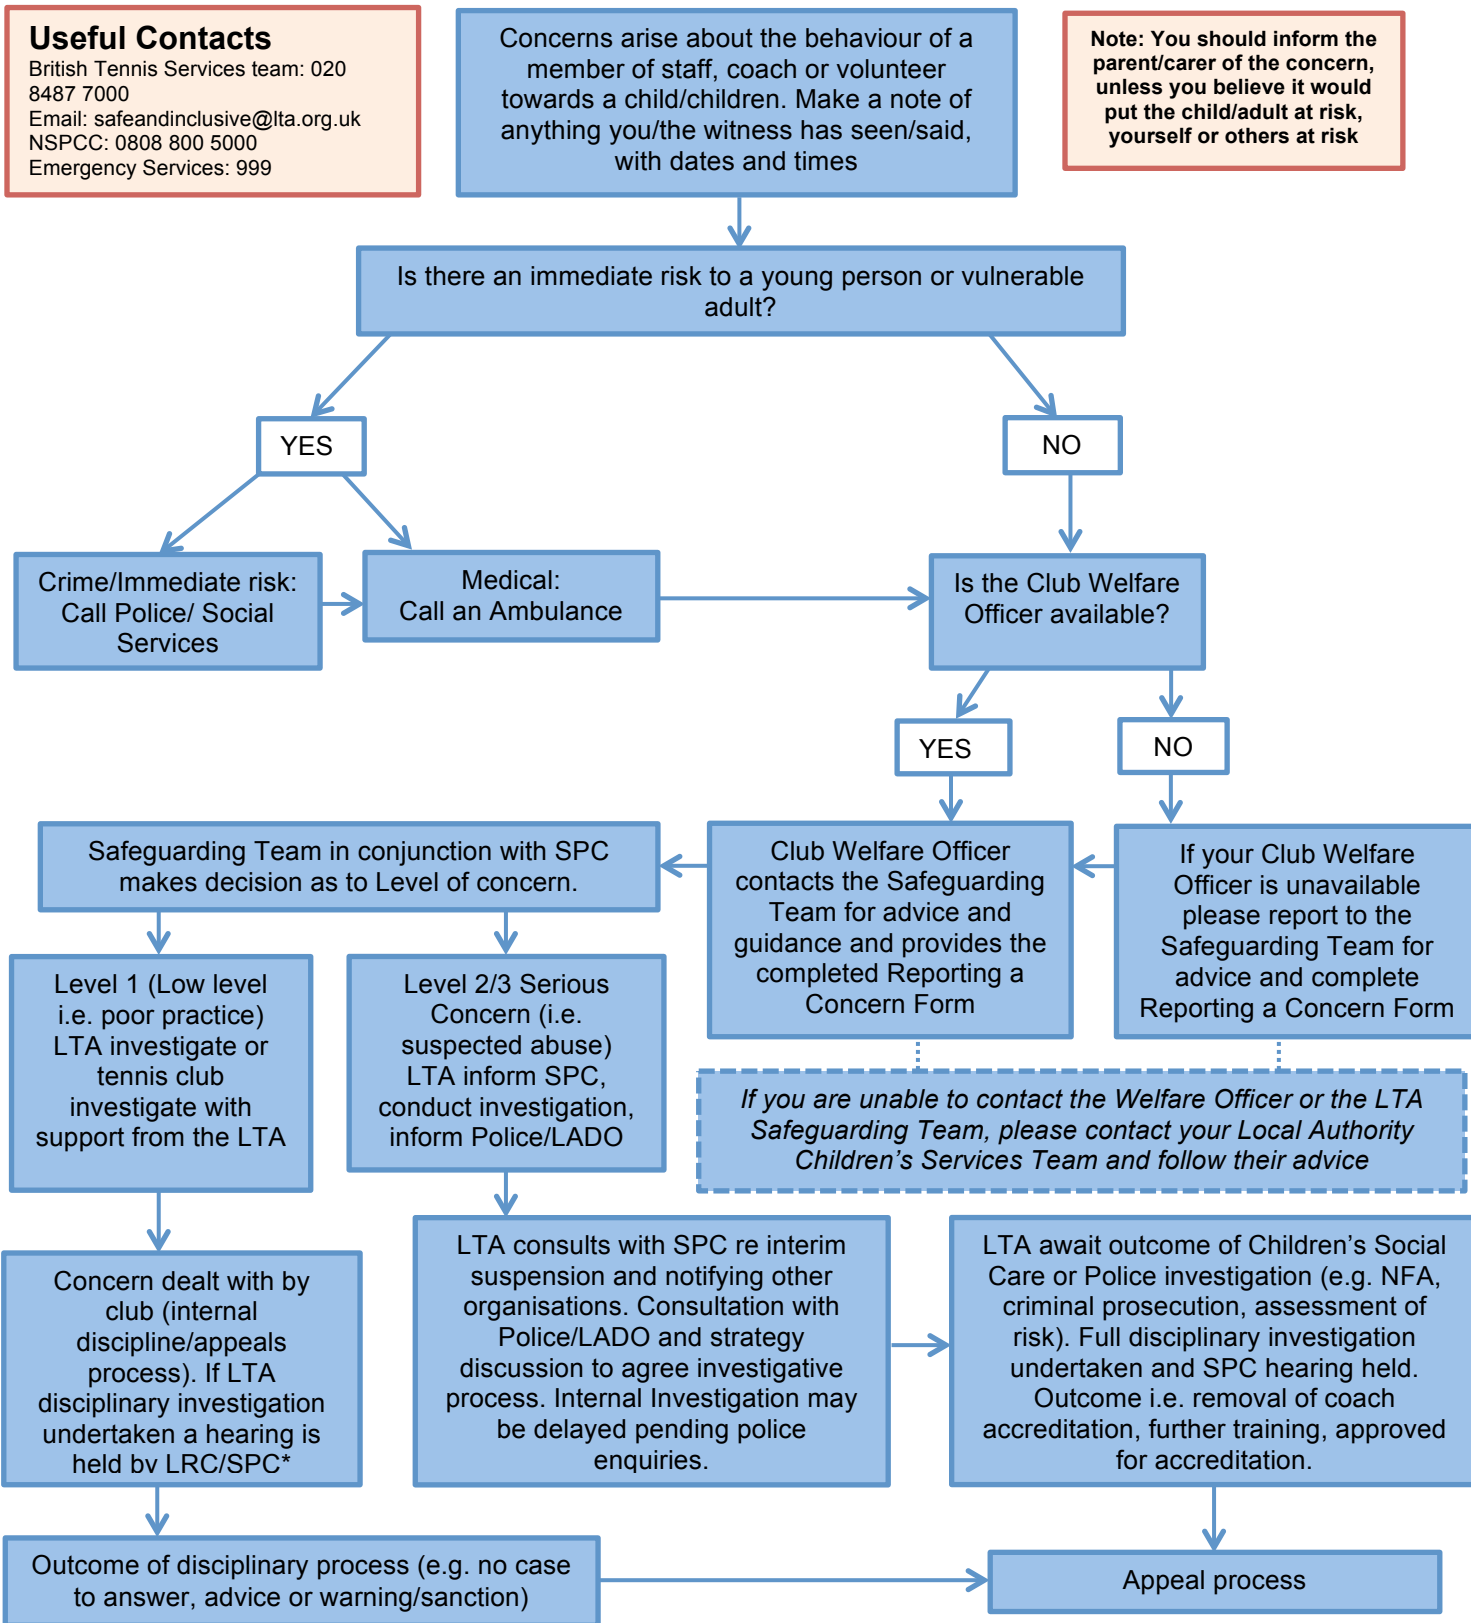 Useful Contacts
British Tennis Services team: 020
8487 7000
Email: safeandinclusive@lta.org.uk
NSPCC: 0808 800 5000
Emergency Services: 999
Concerns arise about the behaviour of a
member of staff, coach or volunteer
towards a child/children. Make a note of
anything you/the witness has seen/said,
with dates and times
Note: You should inform the
parent/carer of the concern,
unless you believe it would
put the child/adult at risk,
yourself or others at risk
Is there an immediate risk to a young person or vulnerable
adult?
YES
NO
Crime/Immediate risk:
Call Police/ Social
Services
Medical:
Call an Ambulance
Is the Club Welfare
Officer available?
YES
NO
Safeguarding Team in conjunction with SPC
makes decision as to Level of concern.
Club Welfare Officer
contacts the Safeguarding
Team for advice and
guidance and provides the
completed Reporting a
Concern Form
If your Club Welfare
Officer is unavailable
please report to the
Safeguarding Team for
advice and complete
Reporting a Concern Form
Level 1 (Low level
i.e. poor practice)
LTA investigate or
tennis club
investigate with
support from the LTA
Level 2/3 Serious
Concern (i.e.
suspected abuse)
LTA inform SPC,
conduct investigation,
inform Police/LADO
If you are unable to contact the Welfare Officer or the LTA
Safeguarding Team, please contact your Local Authority
Children’s Services Team and follow their advice
Concern dealt with by
club (internal
discipline/appeals
process). If LTA
disciplinary investigation
undertaken a hearing is
held by LRC/SPC*
LTA consults with SPC re interim
suspension and notifying other
organisations. Consultation with
Police/LADO and strategy
discussion to agree investigative
process. Internal Investigation may
be delayed pending police
enquiries.
LTA await outcome of Children’s Social
Care or Police investigation (e.g. NFA,
criminal prosecution, assessment of
risk). Full disciplinary investigation
undertaken and SPC hearing held.
Outcome i.e. removal of coach
accreditation, further training, approved
for accreditation.
Outcome of disciplinary process (e.g. no case
to answer, advice or warning/sanction)
Appeal process